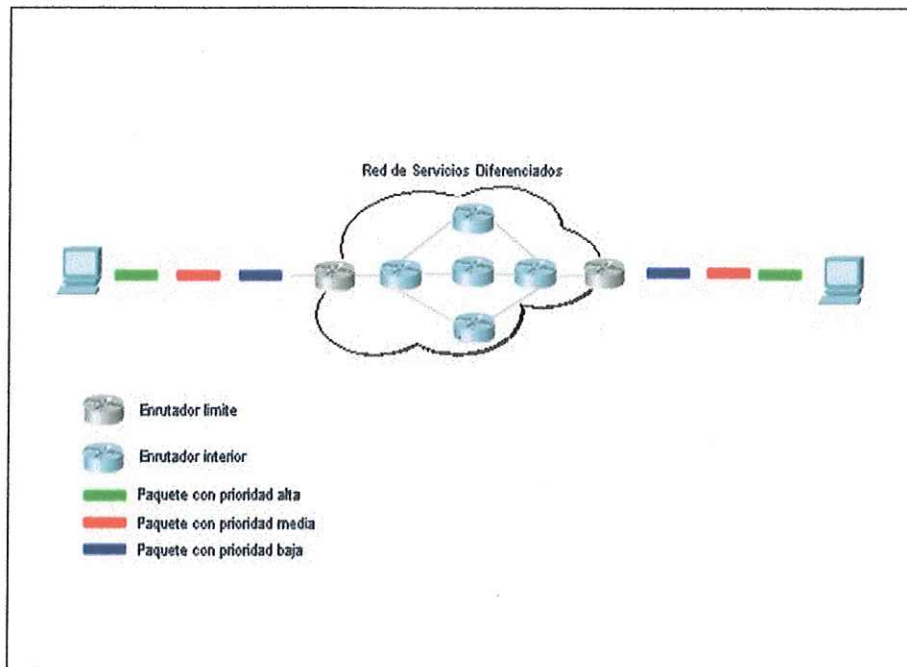 Red de Servicios Diferenciados
Enrutador limite
Enrutador interior
Paquete con prioridad alta
Paquete con prioridad media
Paquete con prioridad baja